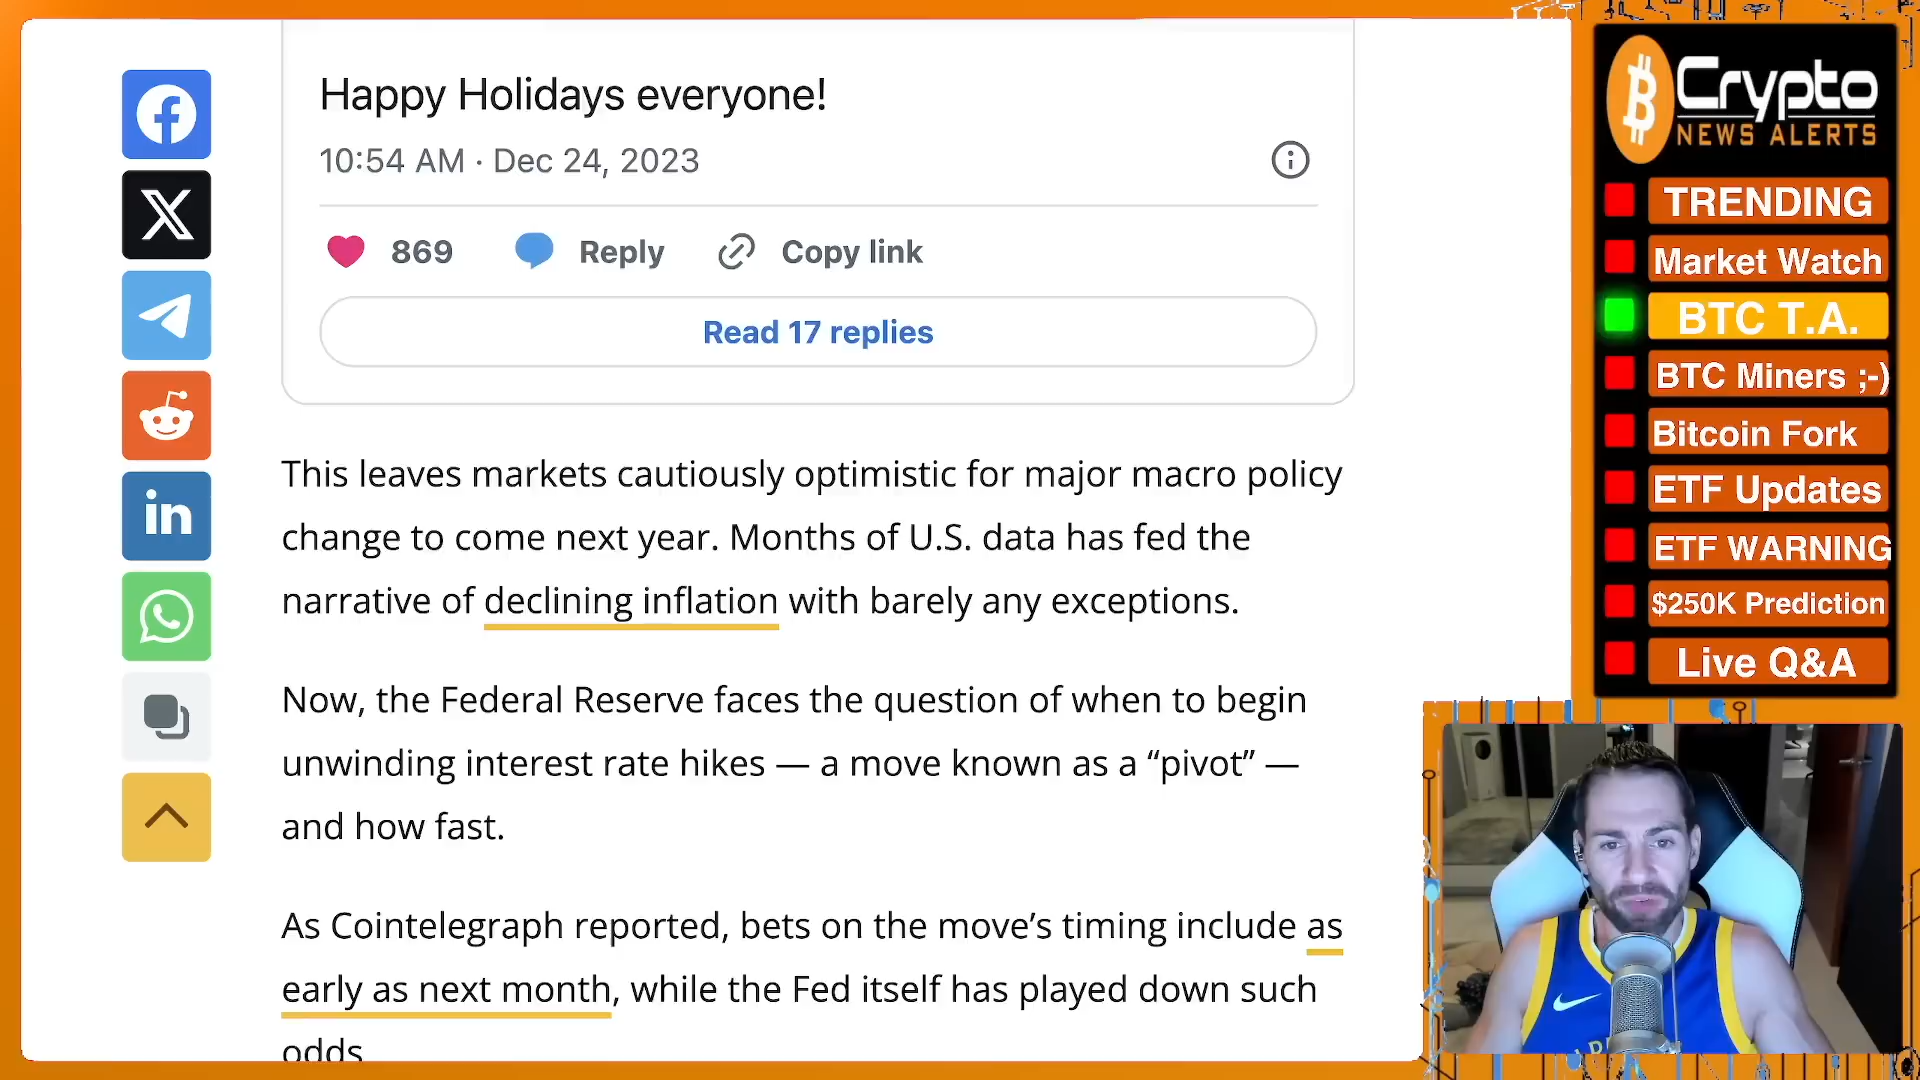 Happy Holidays everyone!
10:54 AM · Dec 24, 2023
869 Reply Copy link
Read 17 replies
This leaves markets cautiously optimistic for major macro policy
change to come next year. Months of U.S. data has fed the
narrative of declining inflation with barely any exceptions.
Now, the Federal Reserve faces the question of when to begin
unwinding interest rate hikes — a move known as a “pivot” —
and how fast.
As Cointelegraph reported, bets on the move’s timing include as
early as next month, while the Fed itself has played down such
odds
in
Crypto
NEWS ALERTS
TRENDING
Market Watch
BTC T.A.
BTC Miners ;-)
Bitcoin Fork
ETF Updates
ETF WARNING
$250K Prediction
Live Q&A